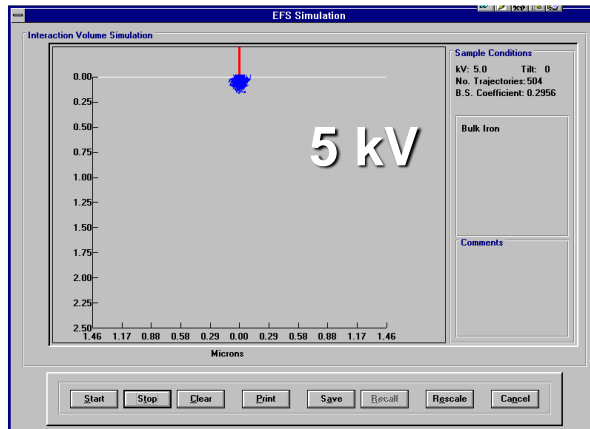 EFS Simulation
Interaction Volume Simulation
0.00
0.25
0.50
0.75
1.00
1.25
1.50
1.75
2.00
2.25
2.50
1.46 1.17 0.88 0.58 0.29 0.00 0.29 0.58 0.88 1.17 1.46
Microns
5 kV
Sample Conditions
kV: 5.0 Tilt: 0
No. Trajectories: 504
B.S. Coefficient: 0.2956
Bulk Iron
Comments
Start Stop Clear Print Save Recall Rescale Cancel